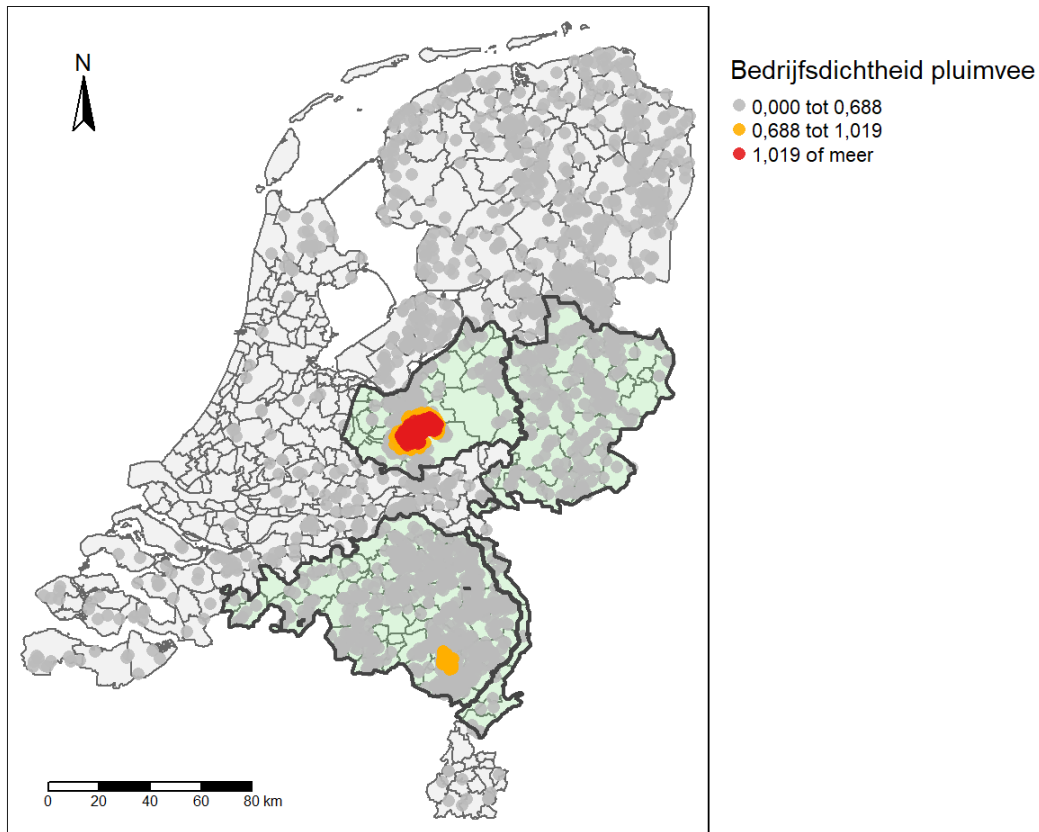 N
Bedrijfsdichtheid pluimvee
0,000 tot 0,688
0,688 tot 1,019
1,019 of meer
0 20 40 60 80 km